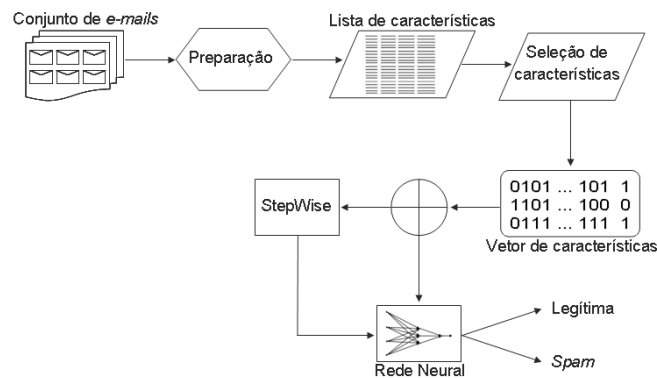 Conjunto de e-mails
Preparação
Lista de características
Seleção de
características
0101 ... 101 1
1101 ... 100 0
0111 ... 111 1
Vetor de características
StepWise
Rede Neural
Legítima
Spam